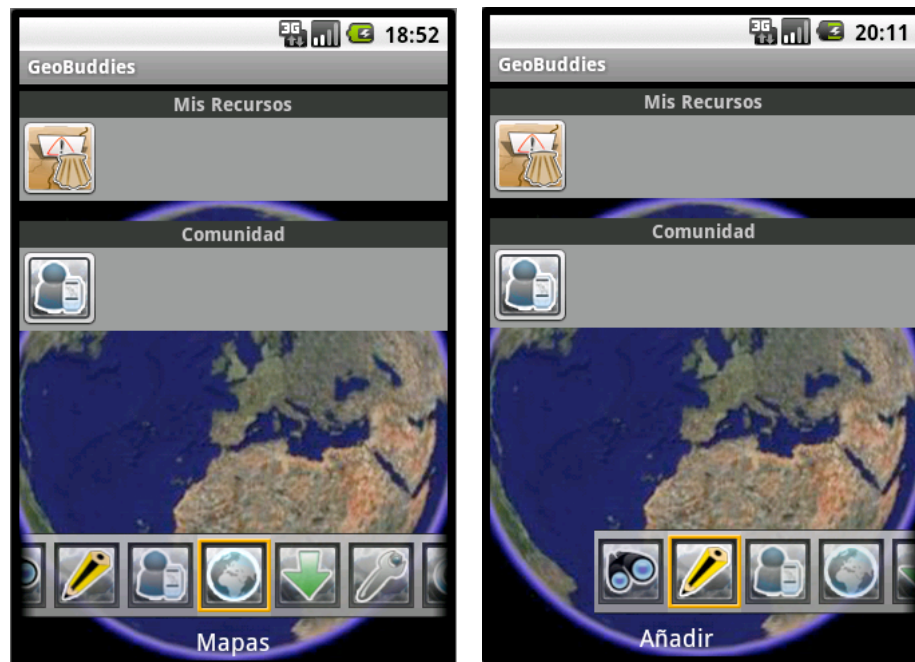 18:52
GeoBuddies
Mis Recursos
Comunidad
Mapas
20:11
GeoBuddies
Mis Recursos
Comunidad
Añadir